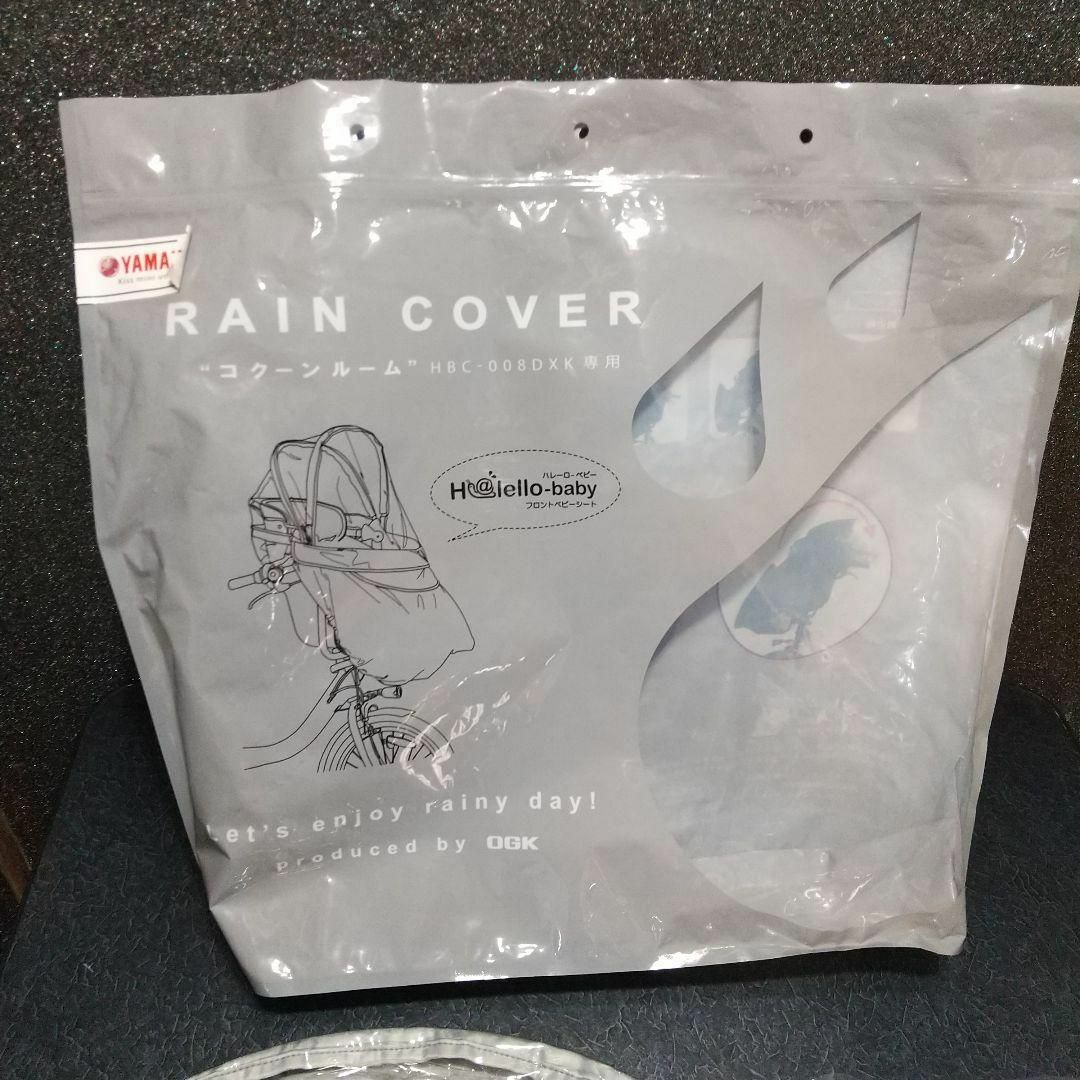 YAMA
RAIN COVER
“コクーンルーム” HBC-008DXK 専用
ハレーロ-ベビー
H@lello-baby
フロントベビーシート
Let's enjoy rainy day!
produced by OGK